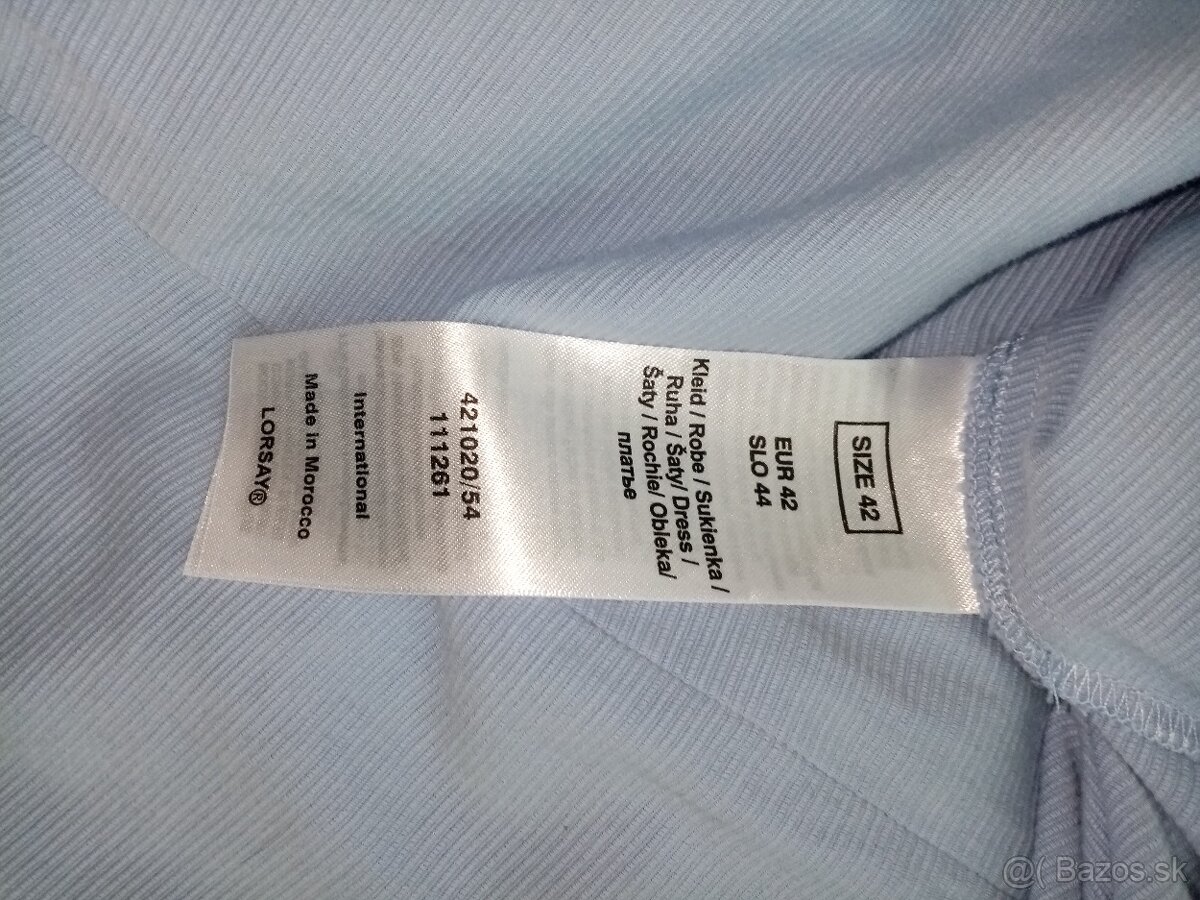 SIZE 42
EUR 42
SLO 44
Kleid / Robe / Sukienka /
Ruha / Šaty/ Dress /
Šaty / Rochie/ Obleka/
платье
421020/54
111261
International
Made in Morocco
LORSAY®
@( Bazos.sk